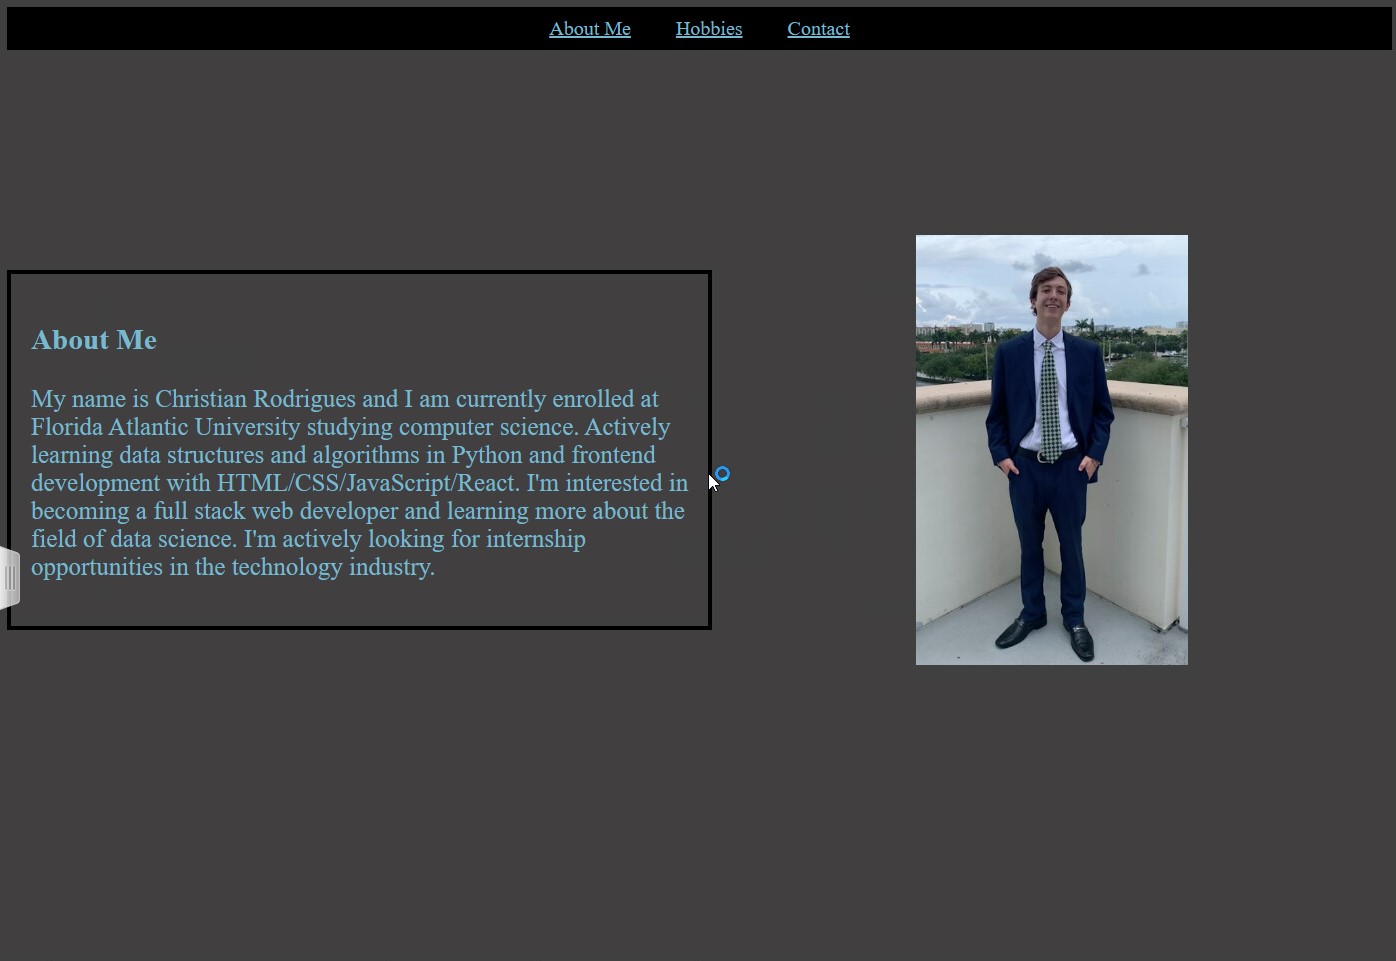 About Me Hobbies Contact
About Me
My name is Christian Rodrigues and I am currently enrolled at
Florida Atlantic University studying computer science. Actively
learning data structures and algorithms in Python and frontend
development with HTML/CSS/JavaScript/React. I'm interested in
becoming a full stack web developer and learning more about the
field of data science. I'm actively looking for internship
opportunities in the technology industry.